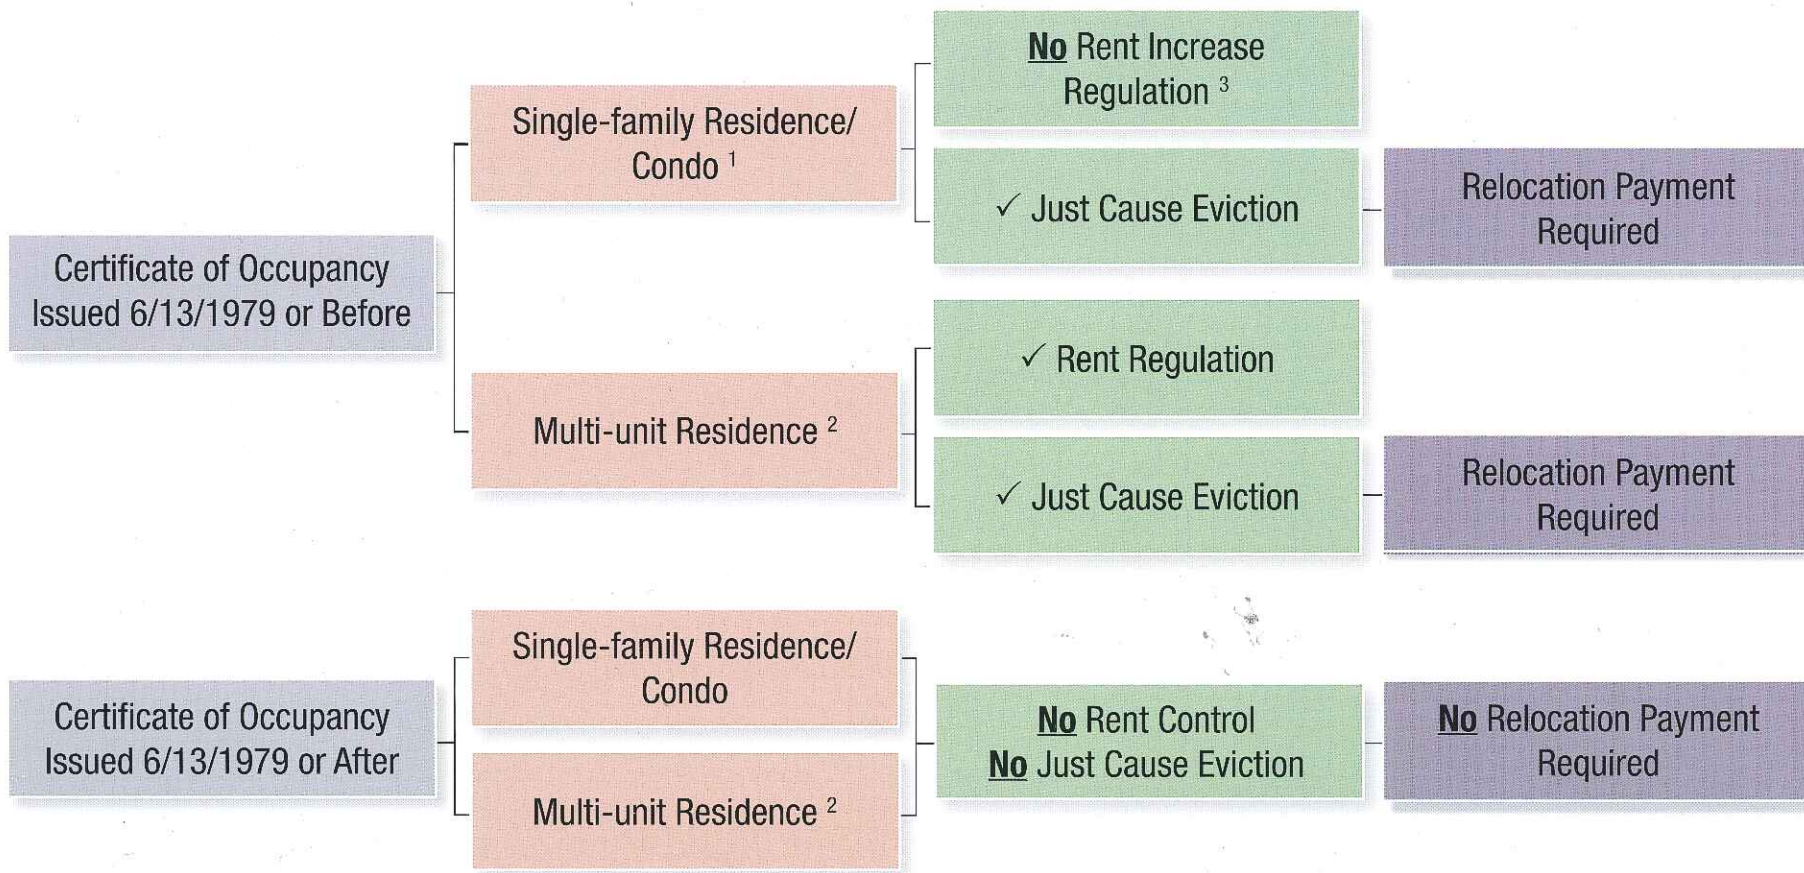 Certificate of Occupancy
Issued 6/13/1979 or Before
Single-family Residence/
Condo 1
No Rent Increase
Regulation 3
✓ Just Cause Eviction
Relocation Payment
Required
Multi-unit Residence 2
✓ Rent Regulation
✓ Just Cause Eviction
Relocation Payment
Required
Certificate of Occupancy
Issued 6/13/1979 or After
Single-family Residence/
Condo
Multi-unit Residence 2
No Rent Control
No Just Cause Eviction
No Relocation Payment
Required